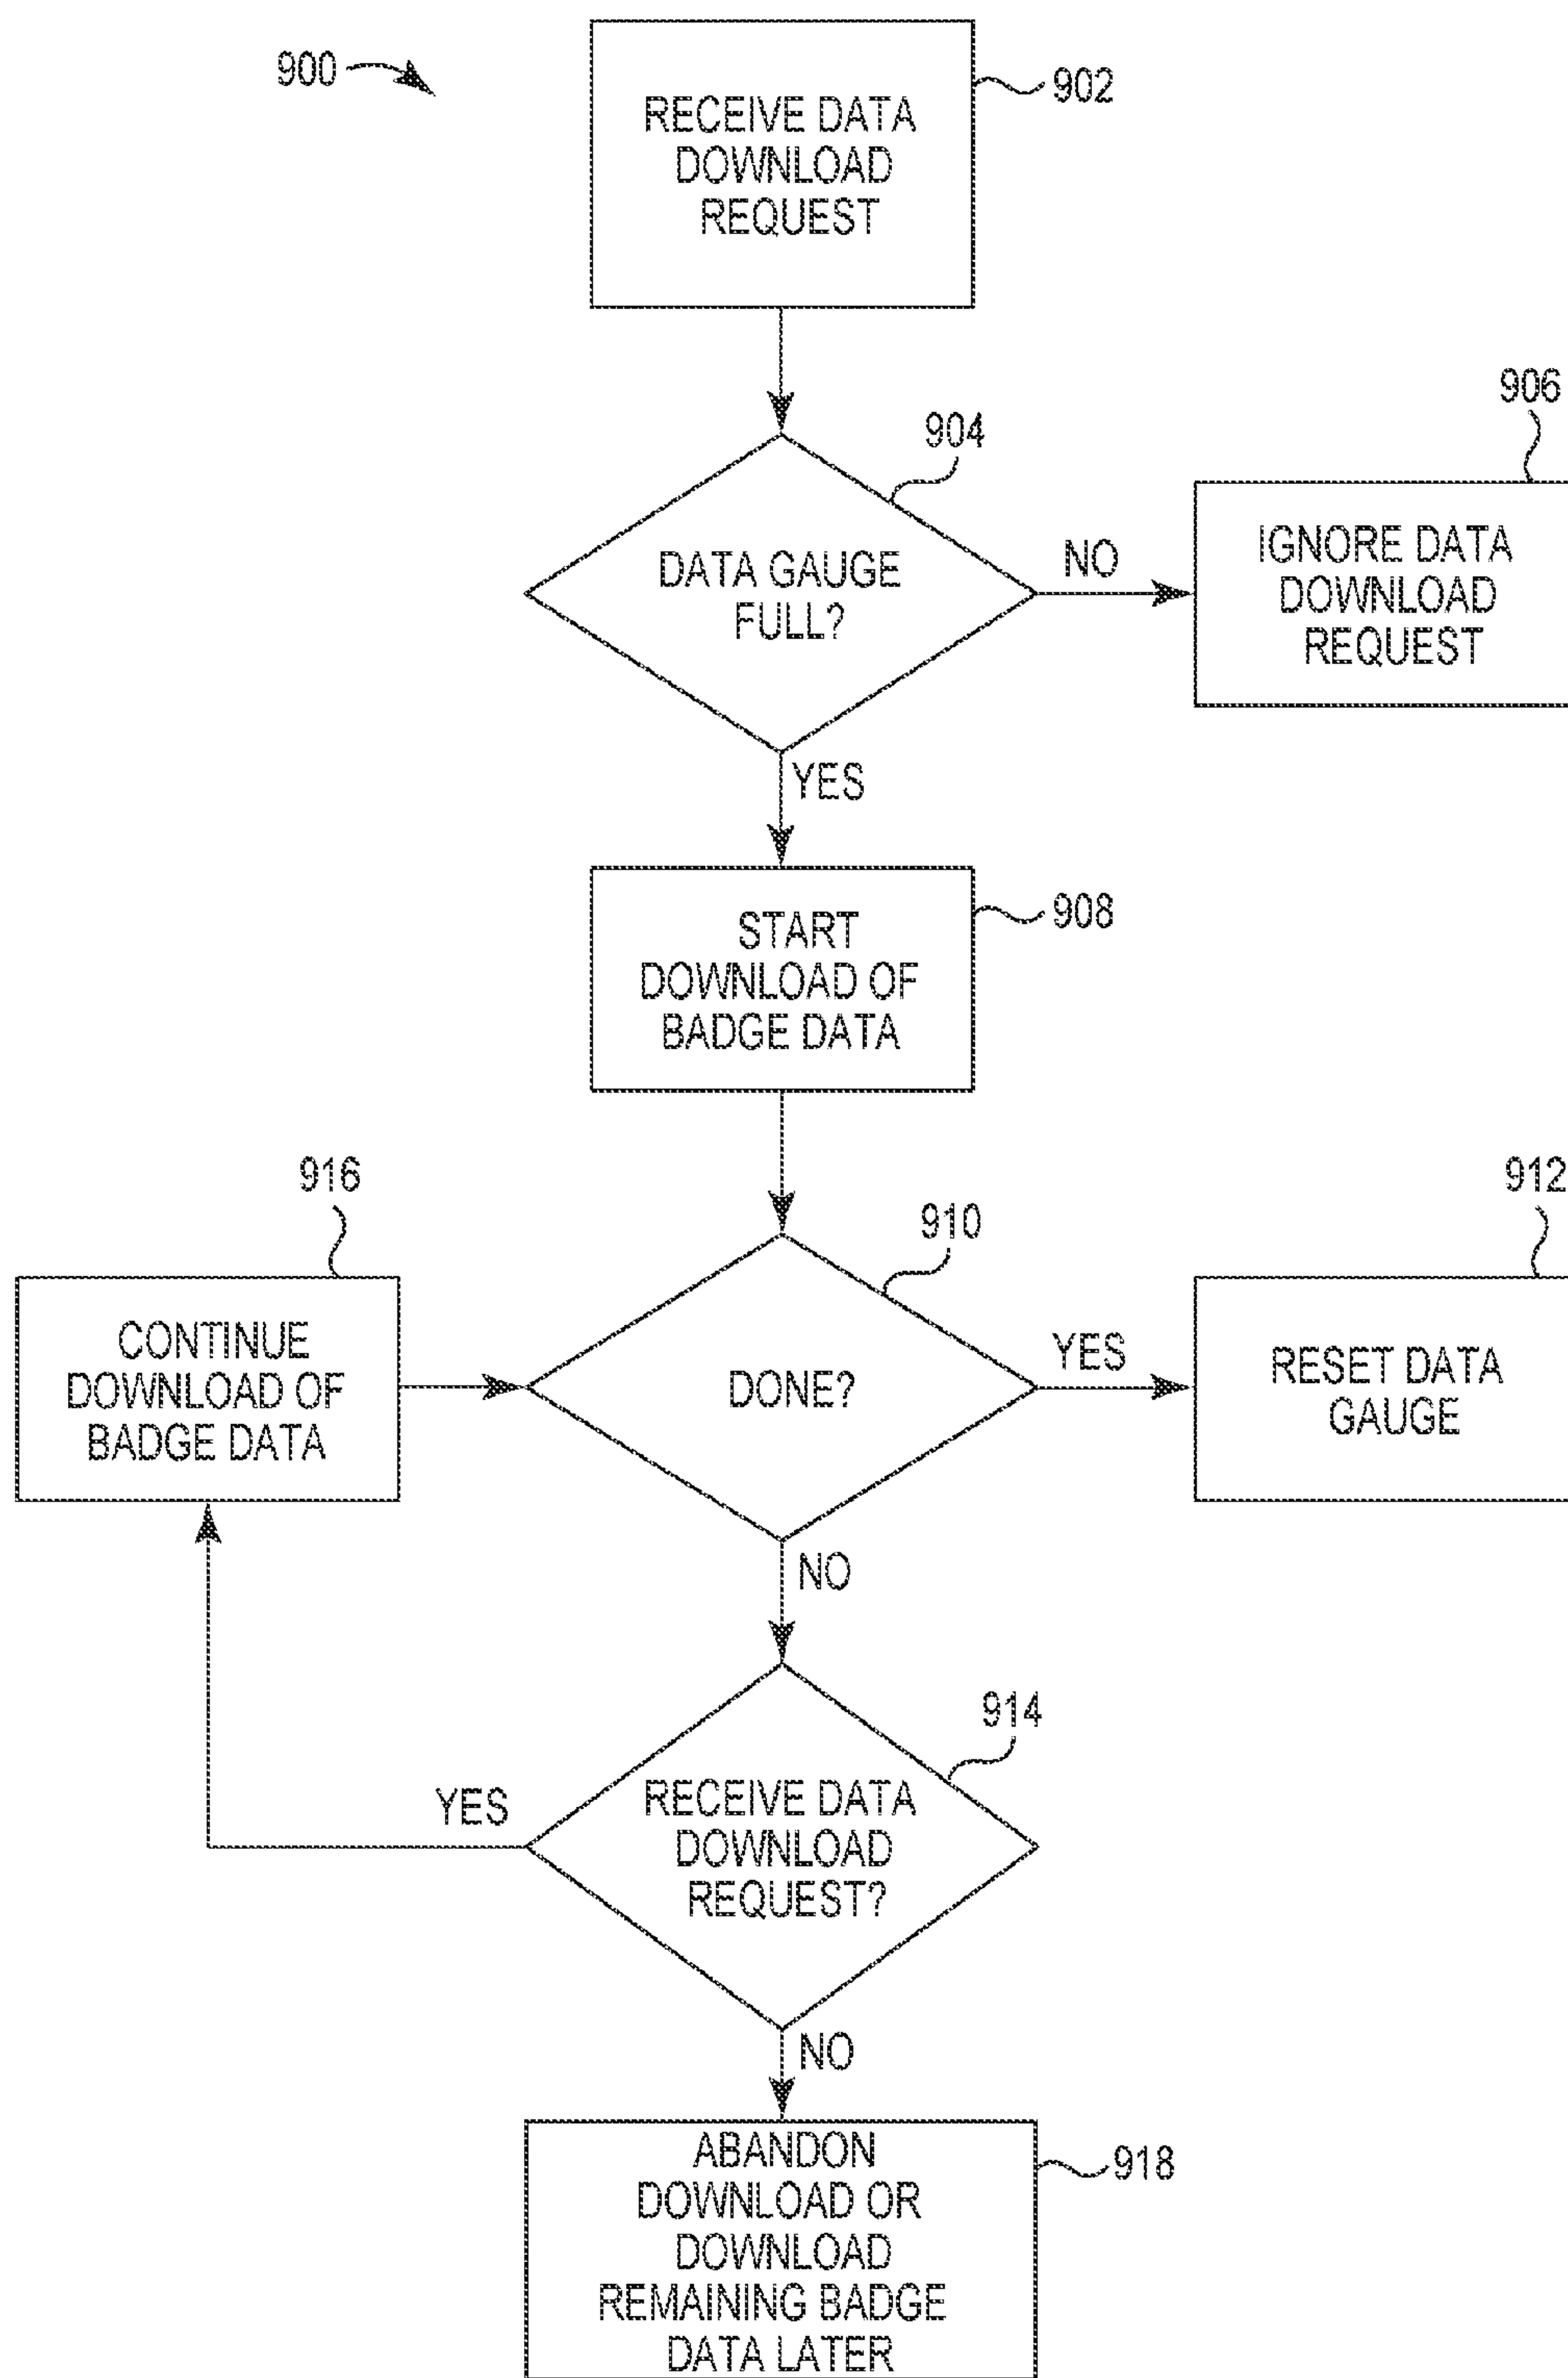 900
RECEIVE DATA
DOWNLOAD
REQUEST
902
904
DATA GAUGE
FULL?
NO
906
IGNORE DATA
DOWNLOAD
REQUEST
YES
START
DOWNLOAD OF
BADGE DATA
908
916
CONTINUE
DOWNLOAD OF
BADGE DATA
910
DONE?
YES
912
RESET DATA
GAUGE
NO
914
RECEIVE DATA
DOWNLOAD
REQUEST?
YES
NO
ABANDON
DOWNLOAD OR
DOWNLOAD
REMAINING BADGE
DATA LATER
918